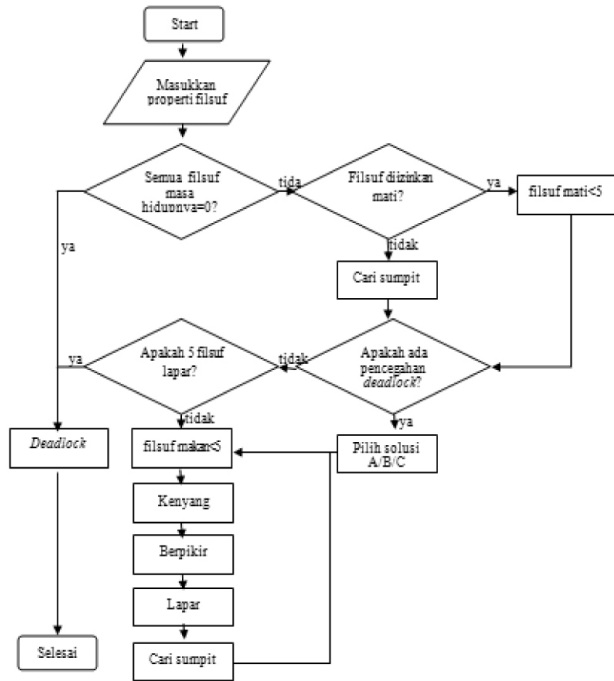 Start
Masukkan
properti filsuf
Semua filsuf
masa
hidupnya=0?
tida
Filsuf diizinkan
mati?
ya
filsuf mati<5
ya
tidak
Cari sumpit
ya
Apakah 5 filsuf
lapar?
tidak
Apakah ada
pencegahan
deadlock?
tidak
ya
Deadlock
filsuf makan<5
Pilih solusi
A/B/C
Kenyang
Berpikir
Lapar
Selesai
Cari sumpit